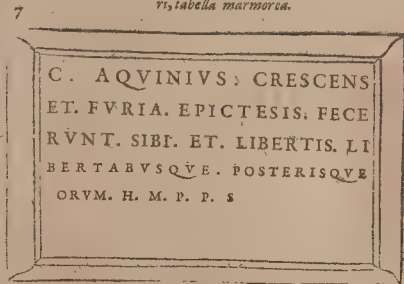 7
ri, tabella marmorea.
C. AQVINIVS. CRESCENS
ET. FVRIA. EPICTESIS. FECE
RVNT. SIBI. ET. LIBERTIS. LI
BERTABVSQVE. POSTERISQVE
ORVM. H. M. P. P. S